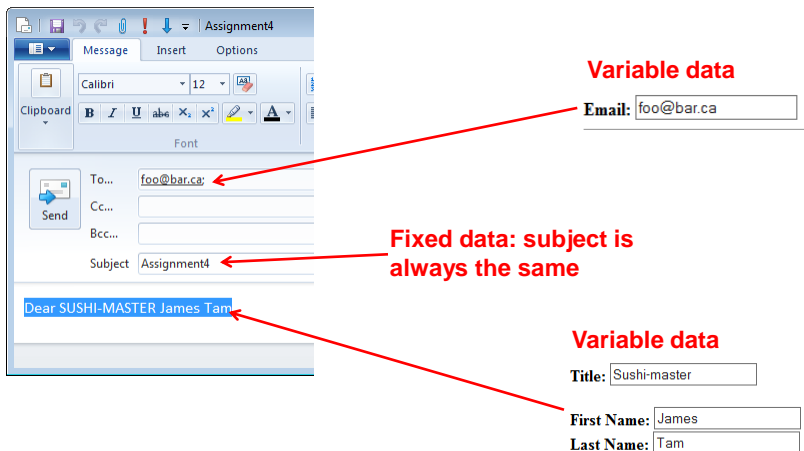 Assignment4
Message Insert Options
Calibri 12
Clipboard
B I U abc X₂ X² A
Font
Variable data
Email: foo@bar.ca
To... foo@bar.ca;
Cc...
Send
Bcc...
Subject Assignment4
Fixed data: subject is
always the same
Dear SUSHI-MASTER James Tam
Variable data
Title: Sushi-master
First Name: James
Last Name: Tam